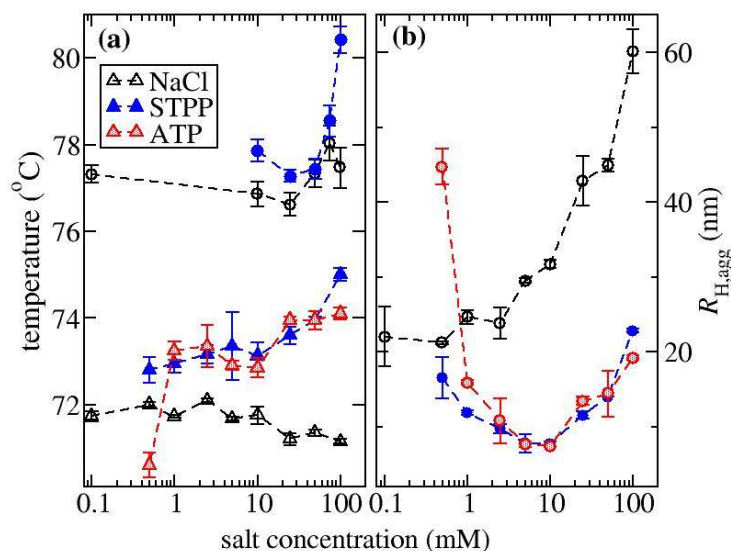 (a)
(b)
NaCl
STPP
ATP
80
78
76
74
72
temperature (°C)
60
40
20
R_H,agg (nm)
0.1 1 10 100
0.1 1 10 100
salt concentration (mM)